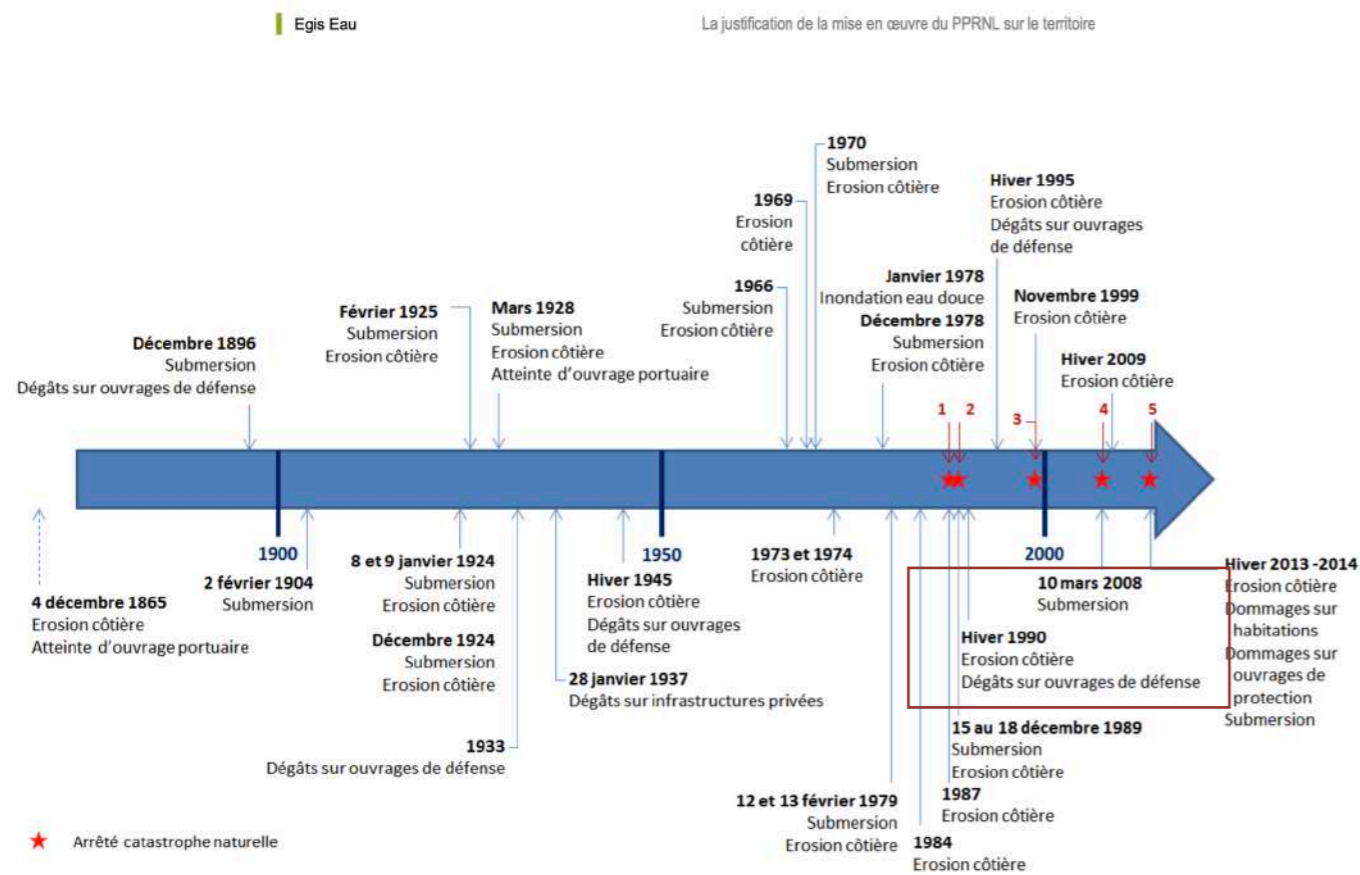 Egis Eau
La justification de la mise en œuvre du PPRNL sur le territoire
1970
Submersion
Erosion côtière
Hiver 1995
Erosion côtière
Dégâts sur ouvrages
de défense
1969
Erosion
côtière
Janvier 1978
Inondation eau douce
Décembre 1978
Submersion
Erosion côtière
1966
Submersion
Erosion côtière
Novembre 1999
Erosion côtière
Février 1925
Submersion
Erosion côtière
Mars 1928
Submersion
Erosion côtière
Atteinte d'ouvrage portuaire
Décembre 1896
Submersion
Dégâts sur ouvrages de défense
Hiver 2009
Erosion côtière
1
2
3
4
5
1900
1950
2000
4 décembre 1865
Erosion côtière
Atteinte d'ouvrage portuaire
2 février 1904
Submersion
8 et 9 janvier 1924
Submersion
Erosion côtière
Décembre 1924
Submersion
Erosion côtière
1933
Dégâts sur ouvrages de défense
28 janvier 1937
Dégâts sur infrastructures privées
Hiver 1945
Erosion côtière
Dégâts sur ouvrages
de défense
1973 et 1974
Erosion côtière
12 et 13 février 1979
Submersion
Erosion côtière
1984
Erosion côtière
1987
Erosion côtière
15 au 18 décembre 1989
Submersion
Erosion côtière
Hiver 1990
Erosion côtière
Dégâts sur ouvrages de défense
10 mars 2008
Submersion
Hiver 2013 -2014
Erosion côtière
Dommages sur
habitations
Dommages sur
ouvrages de
protection
Submersion
Arrêté catastrophe naturelle